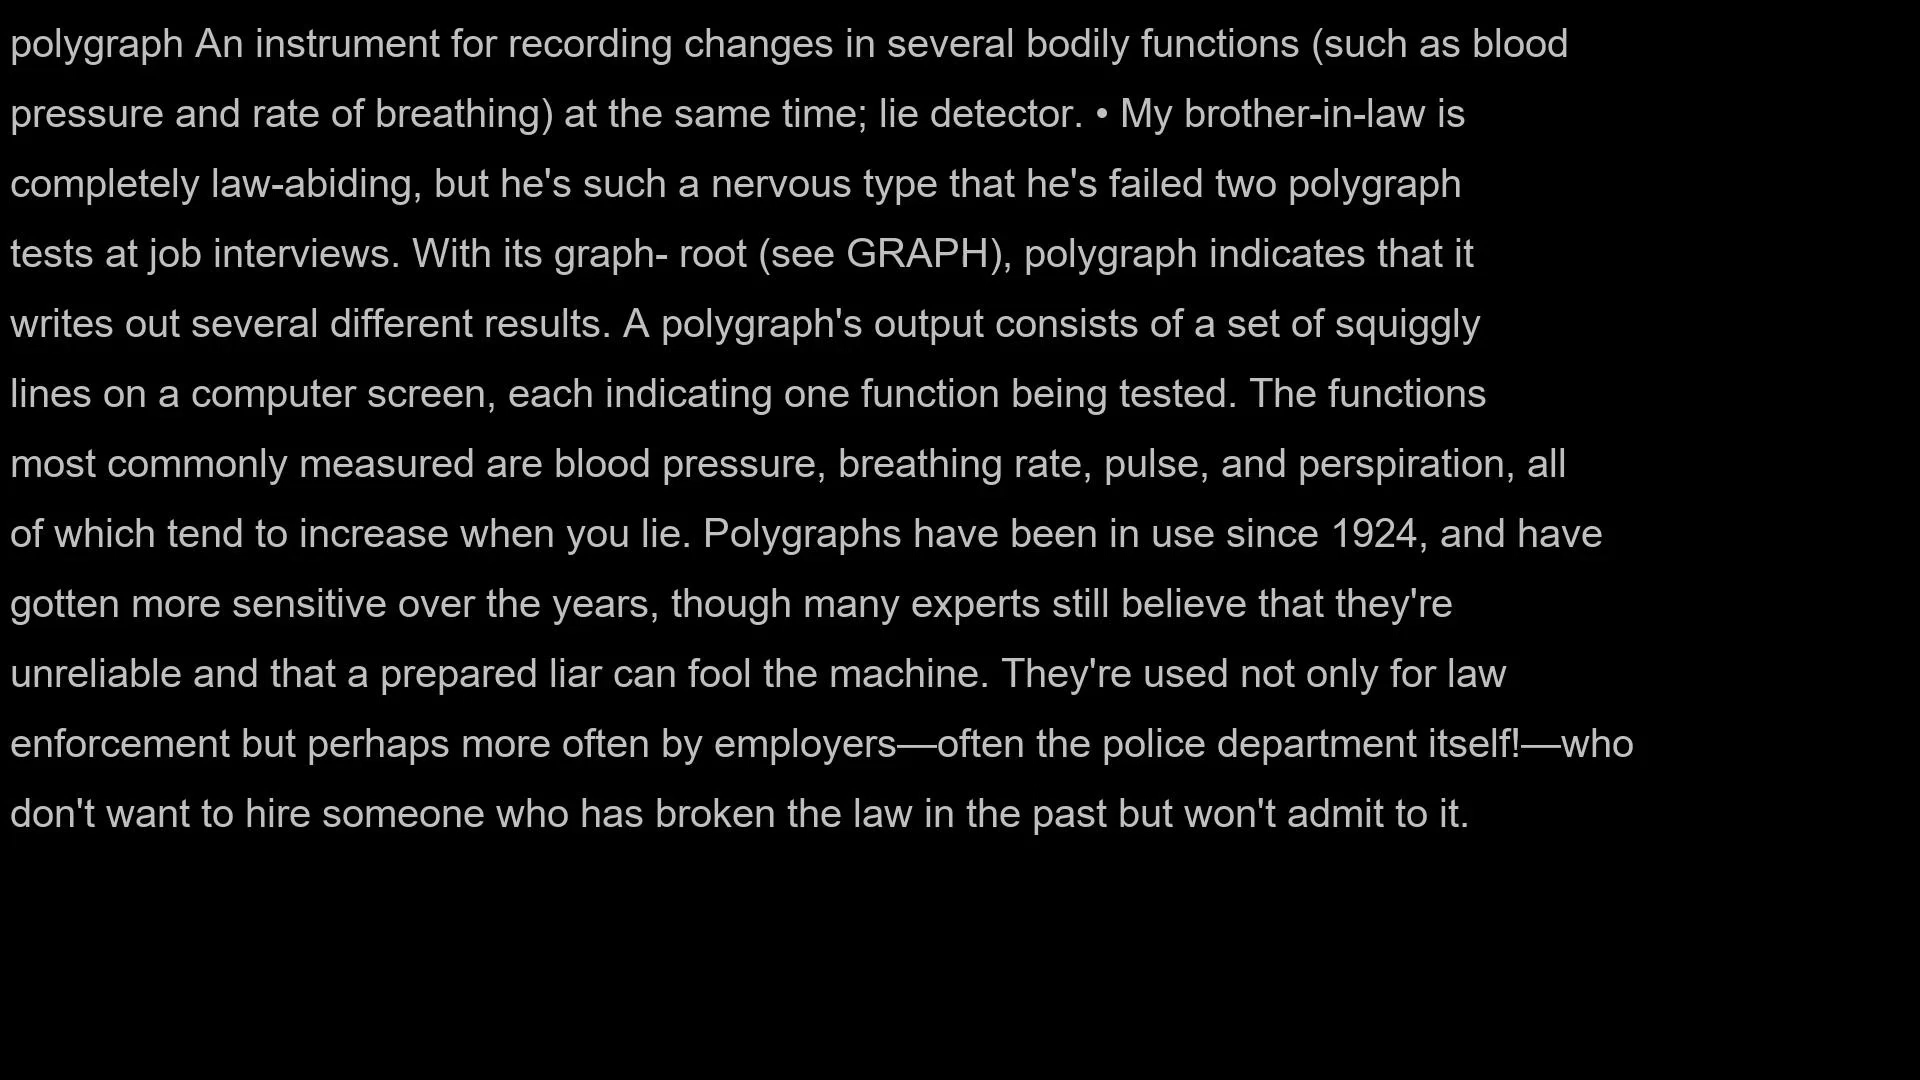 polygraph An instrument for recording changes in several bodily functions (such as blood
pressure and rate of breathing) at the same time; lie detector. • My brother-in-law is
completely law-abiding, but he's such a nervous type that he's failed two polygraph
tests at job interviews. With its graph- root (see GRAPH), polygraph indicates that it
writes out several different results. A polygraph's output consists of a set of squiggly
lines on a computer screen, each indicating one function being tested. The functions
most commonly measured are blood pressure, breathing rate, pulse, and perspiration, all
of which tend to increase when you lie. Polygraphs have been in use since 1924, and have
gotten more sensitive over the years, though many experts still believe that they're
unreliable and that a prepared liar can fool the machine. They're used not only for law
enforcement but perhaps more often by employers—often the police department itself!—who
don't want to hire someone who has broken the law in the past but won't admit to it.